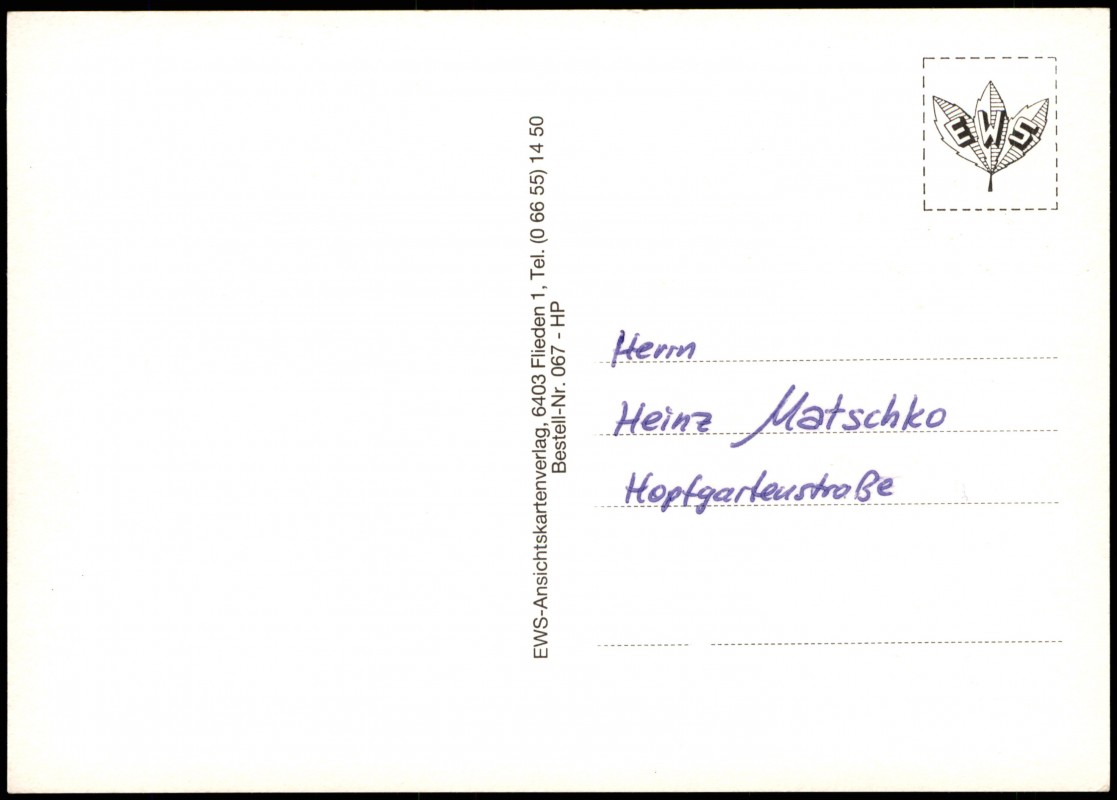 EWS
EWS-Ansichtskartenverlag, 6403 Flieden 1, Tel. (0 66 55) 14 50
Bestell-Nr. 067 - HP
Herrn
Heinz Matschko
Hopfgartenstraße